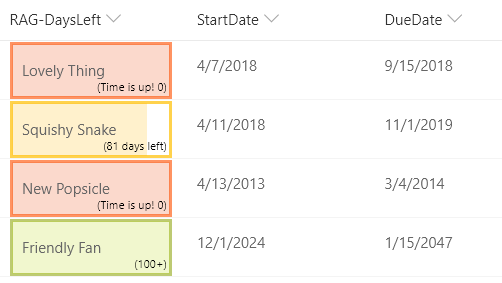 RAG-DaysLeft StartDate DueDate
Lovely Thing 4/7/2018 9/15/2018
(Time is up! 0)
Squishy Snake 4/11/2018 11/1/2019
(81 days left)
New Popsicle 4/13/2013 3/4/2014
(Time is up! 0)
Friendly Fan 12/1/2024 1/15/2047
(100+)